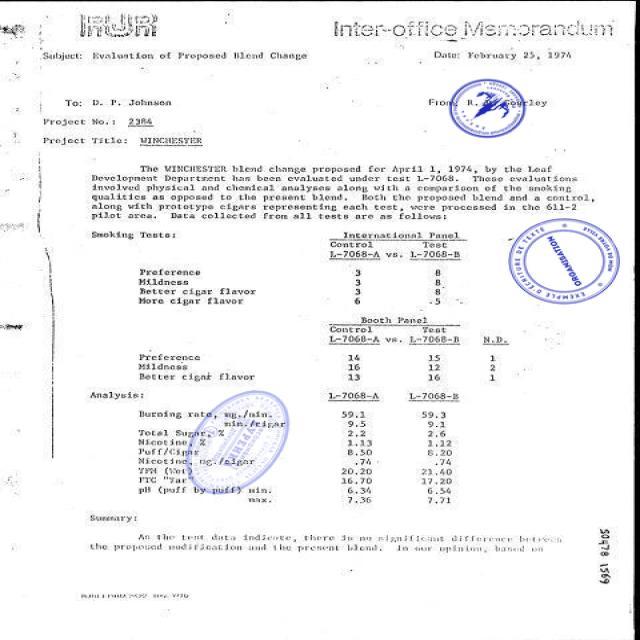 RJR Inter-office Memorandum
Subject: Evaluation of Proposed Blend Change Date: February 25, 1974
To: D. P. Johnson From: R. Gourley
Project No.: 2384
Project Title: WINCHESTER
The WINCHESTER blend change proposed for April 1, 1974, by the Leaf
Development Department has been evaluated under test L-7068. These evaluations
involved physical and chemical analyses along with a comparison of the smoking
qualities as opposed to the present blend. Both the proposed blend and a control,
along with prototype cigars representing each test, were processed in the 611-2
pilot area. Data collected from all tests are as follows:
Smoking Tests: International Panel
Control Test
L-7068-A vs. L-7068-B
Preference 3 8
Mildness 3 8
Better cigar flavor 3 8
More cigar flavor 6 .5
Booth Panel
Control Test
L-7068-A vs. L-7068-B N.D.
Preference 14 15 1
Mildness 16 12 2
Better cigar flavor 13 16 1
Analysis: L-7068-A L-7068-B
Burning rate, mg./min. 59.1 59.3
min./cigar 9.5 9.1
Total Sugar, % 2.2 2.6
Nicotine, % 1.13 1.12
Puff/Cigar 8.50 8.20
Nicotine, mg./cigar .74 .74
TPM (Wet) 20.20 21.40
FTC "Tar" 16.70 17.20
pH (puff by puff) min. 6.34 6.54
max. 7.36 7.71
Summary:
As the test data indicate, there is no significant difference between
the proposed modification and the present blend. In our opinion, based on
EXEMPLE D'ECRITURE DE TEXTE
ORGANISATION
50478 1569